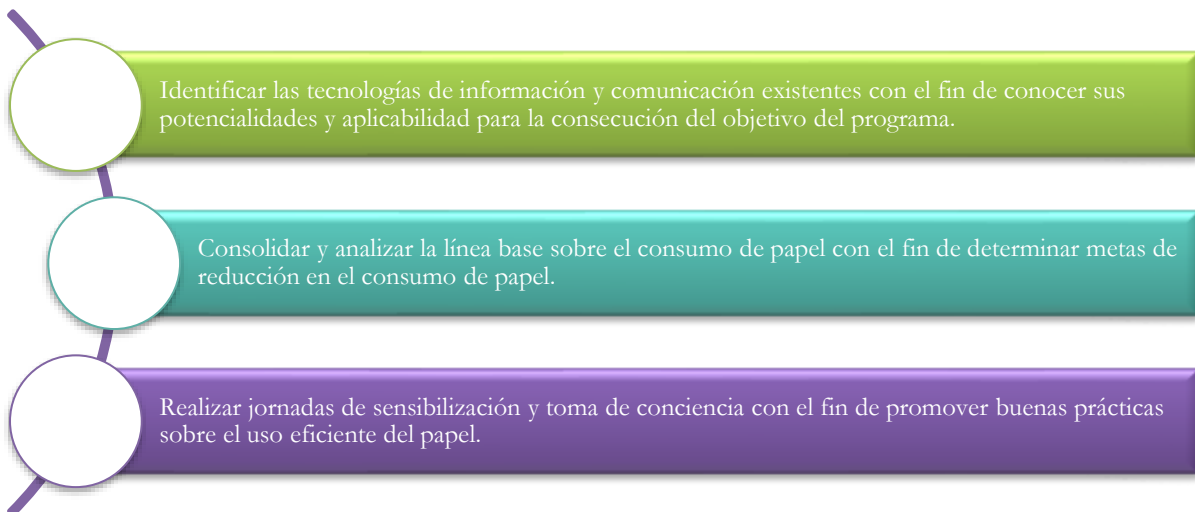 Identificar las tecnologías de información y comunicación existentes con el fin de conocer sus
potencialidades y aplicabilidad para la consecución del objetivo del programa.
Consolidar y analizar la línea base sobre el consumo de papel con el fin de determinar metas de
reducción en el consumo de papel.
Realizar jornadas de sensibilización y toma de conciencia con el fin de promover buenas prácticas
sobre el uso eficiente del papel.